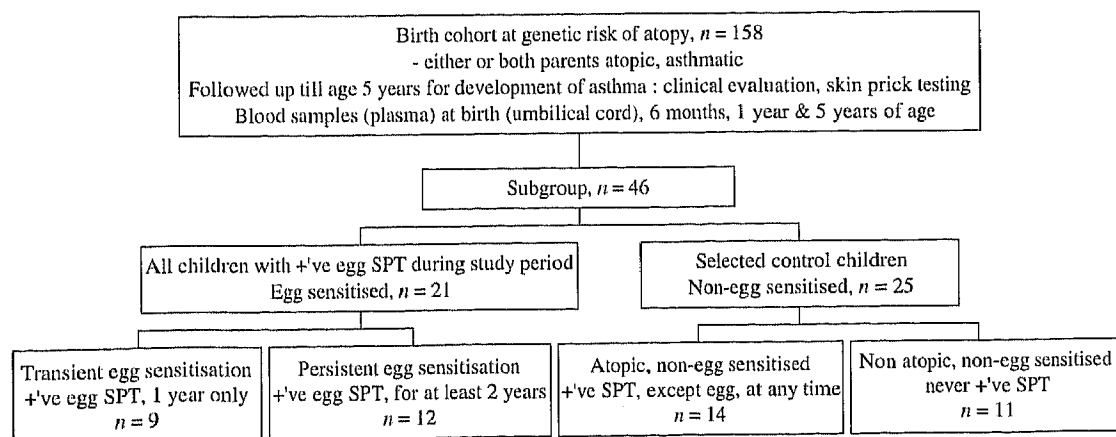 Birth cohort at genetic risk of atopy, n = 158
- either or both parents atopic, asthmatic
Followed up till age 5 years for development of asthma : clinical evaluation, skin prick testing
Blood samples (plasma) at birth (umbilical cord), 6 months, 1 year & 5 years of age
Subgroup, n = 46
All children with +'ve egg SPT during study period
Egg sensitised, n = 21
Selected control children
Non-egg sensitised, n = 25
Transient egg sensitisation
+'ve egg SPT, 1 year only
n = 9
Persistent egg sensitisation
+'ve egg SPT, for at least 2 years
n = 12
Atopic, non-egg sensitised
+'ve SPT, except egg, at any time
n = 14
Non atopic, non-egg sensitised
never +'ve SPT
n = 11